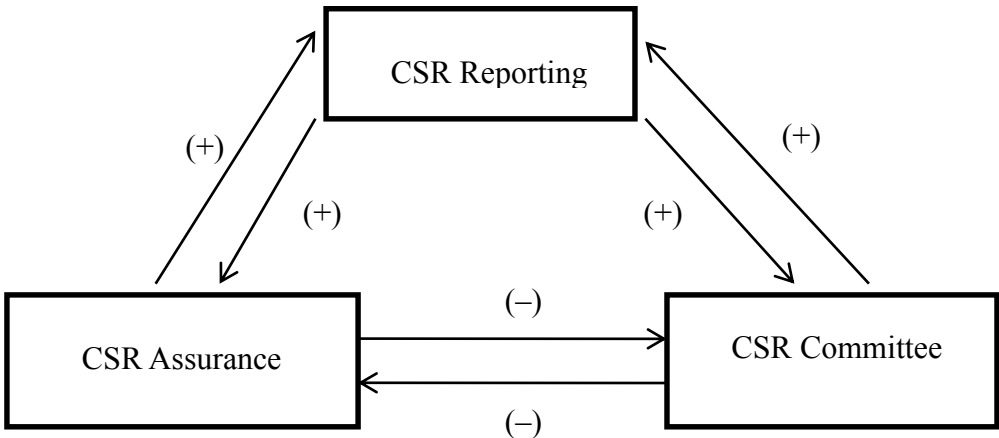 CSR Reporting
(+)
(+)
(+)
(+)
(–)
CSR Assurance
CSR Committee
(–)